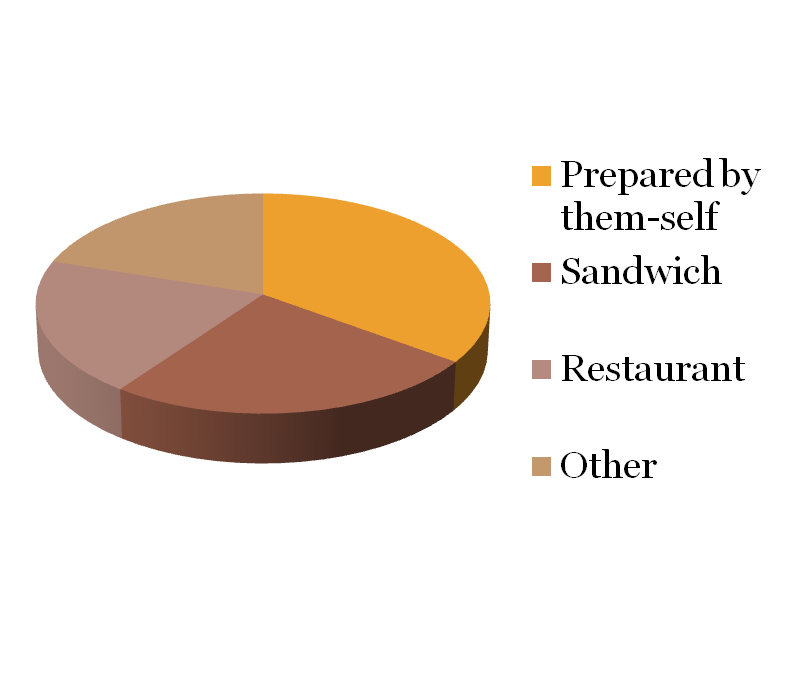 Prepared by
them-self
Sandwich
Restaurant
Other